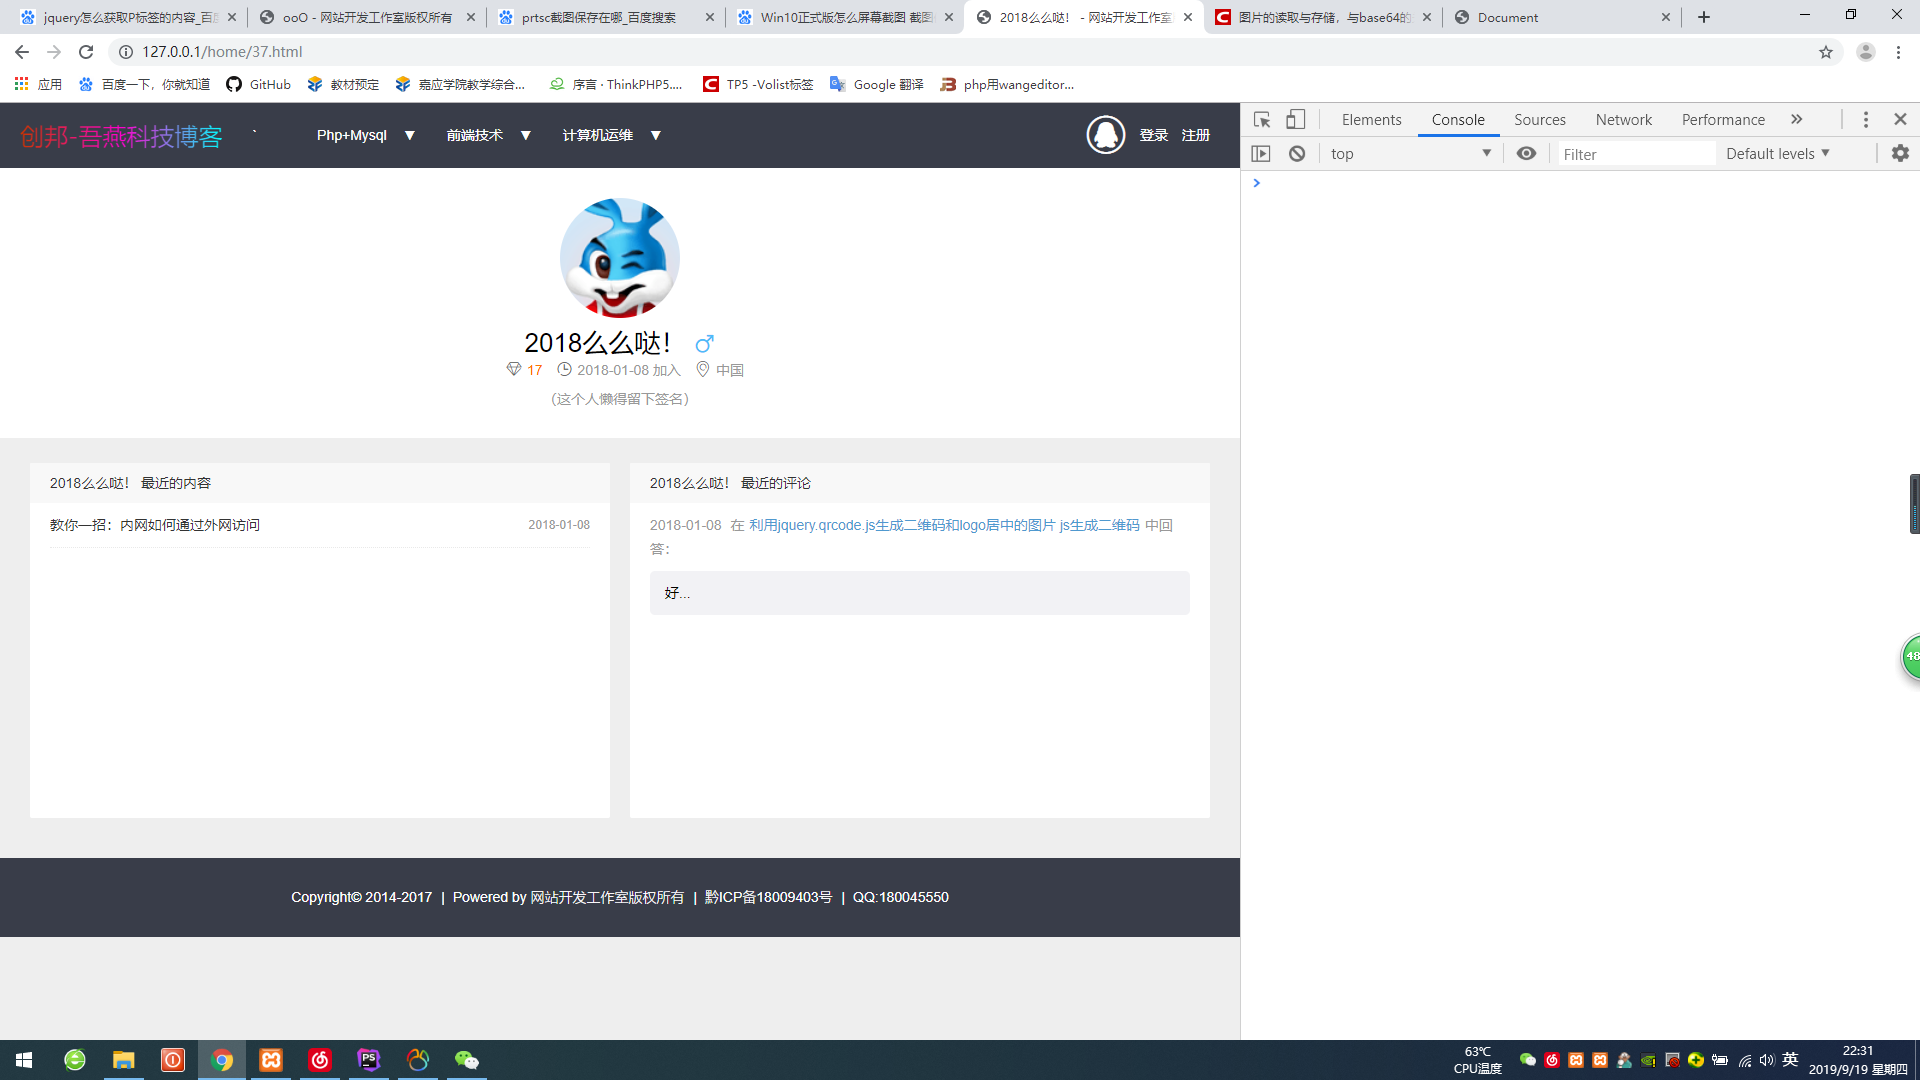 jquery怎么获取P标签的内容_百度
ooO - 网站开发工作室版权所有
prtsc截图保存在哪_百度搜索
Win10正式版怎么屏幕截图 截图
2018么么哒！ - 网站开发工作室
图片的读取与存储，与base64的
Document
127.0.0.1/home/37.html
应用
百度一下，你就知道
GitHub
教材预定
嘉应学院教学综合...
序言 · ThinkPHP5....
TP5 -Volist标签
Google 翻译
php用wangeditor...
创邦-吾燕科技博客
`
Php+Mysql ▼
前端技术 ▼
计算机运维 ▼
登录
注册
Elements
Console
Sources
Network
Performance
top
Filter
Default levels
2018么么哒！
17
2018-01-08 加入
中国
（这个人懒得留下签名）
2018么么哒！ 最近的内容
教你一招：内网如何通过外网访问
2018-01-08
2018么么哒！ 最近的评论
2018-01-08 在 利用jquery.qrcode.js生成二维码和logo居中的图片 js生成二维码 中回
答：
好...
Copyright© 2014-2017 | Powered by 网站开发工作室版权所有 | 黔ICP备18009403号 | QQ:180045550
48
63℃
CPU温度
英
22:31
2019/9/19 星期四